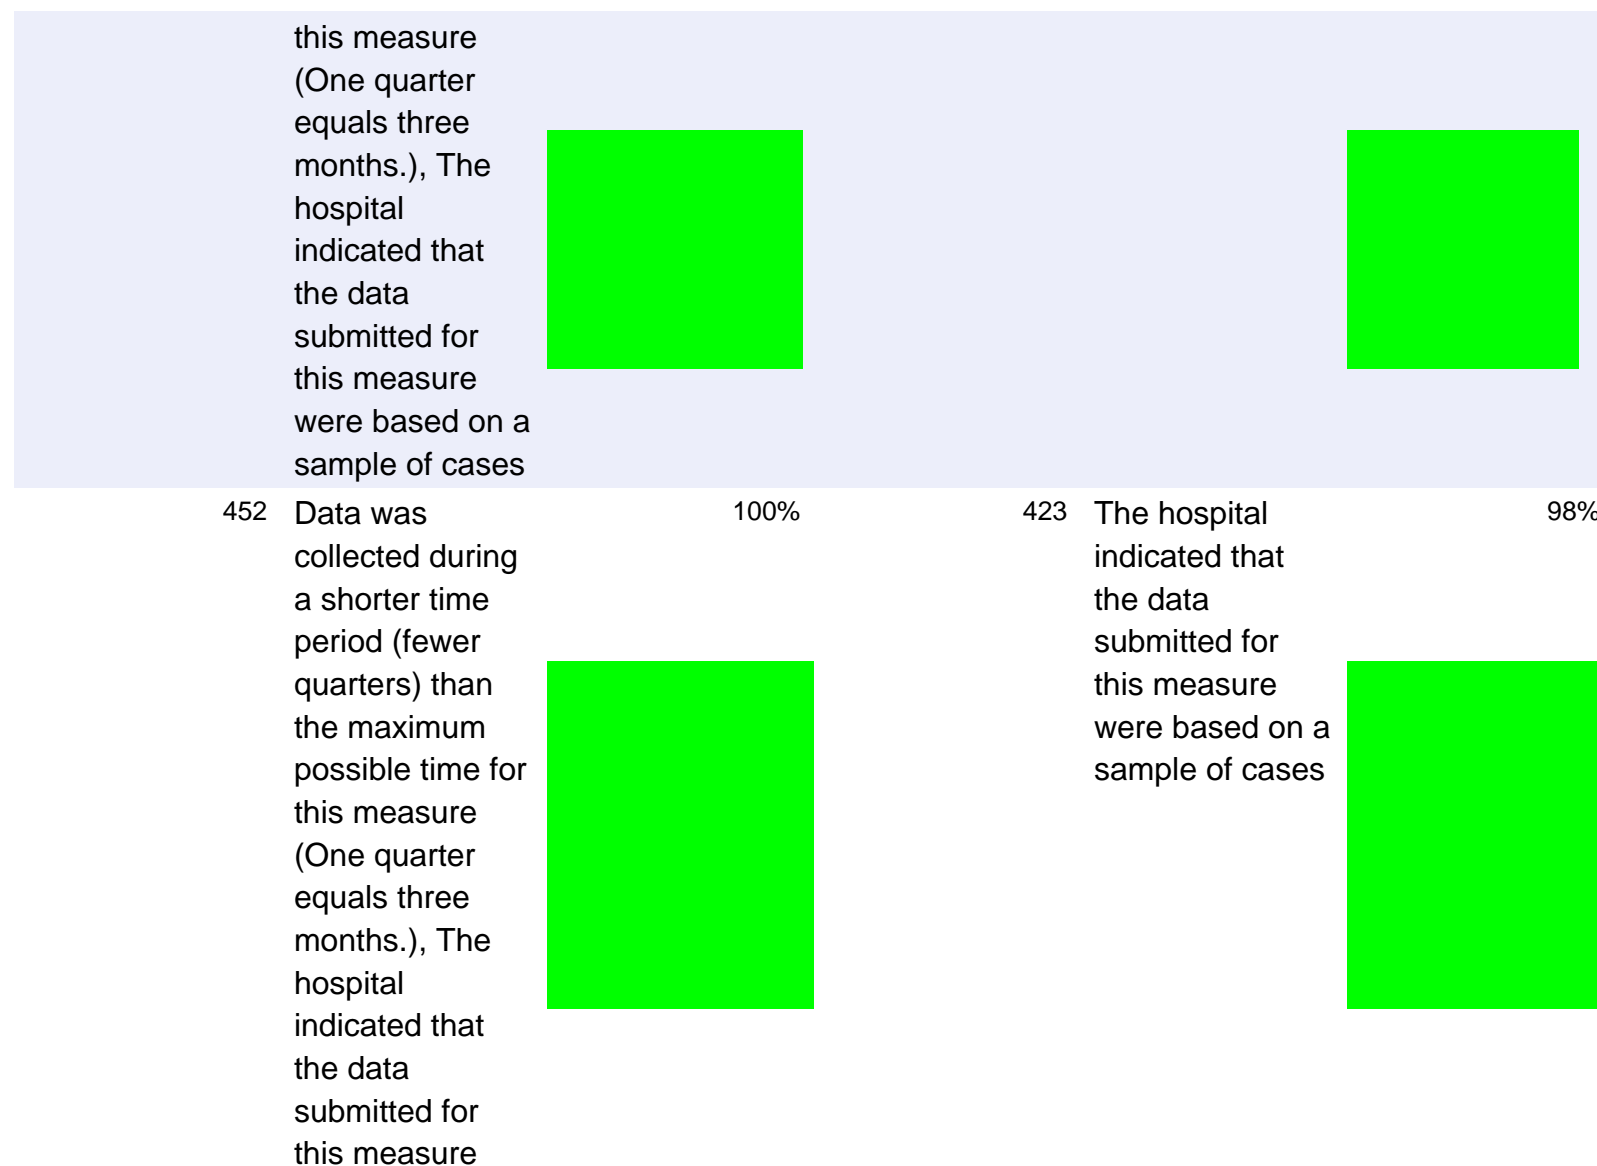 this measure
(One quarter
equals three
months.), The
hospital
indicated that
the data
submitted for
this measure
were based on a
sample of cases
452
Data was
collected during
a shorter time
period (fewer
quarters) than
the maximum
possible time for
this measure
(One quarter
equals three
months.), The
hospital
indicated that
the data
submitted for
this measure
100%
423
The hospital
indicated that
the data
submitted for
this measure
were based on a
sample of cases
98%